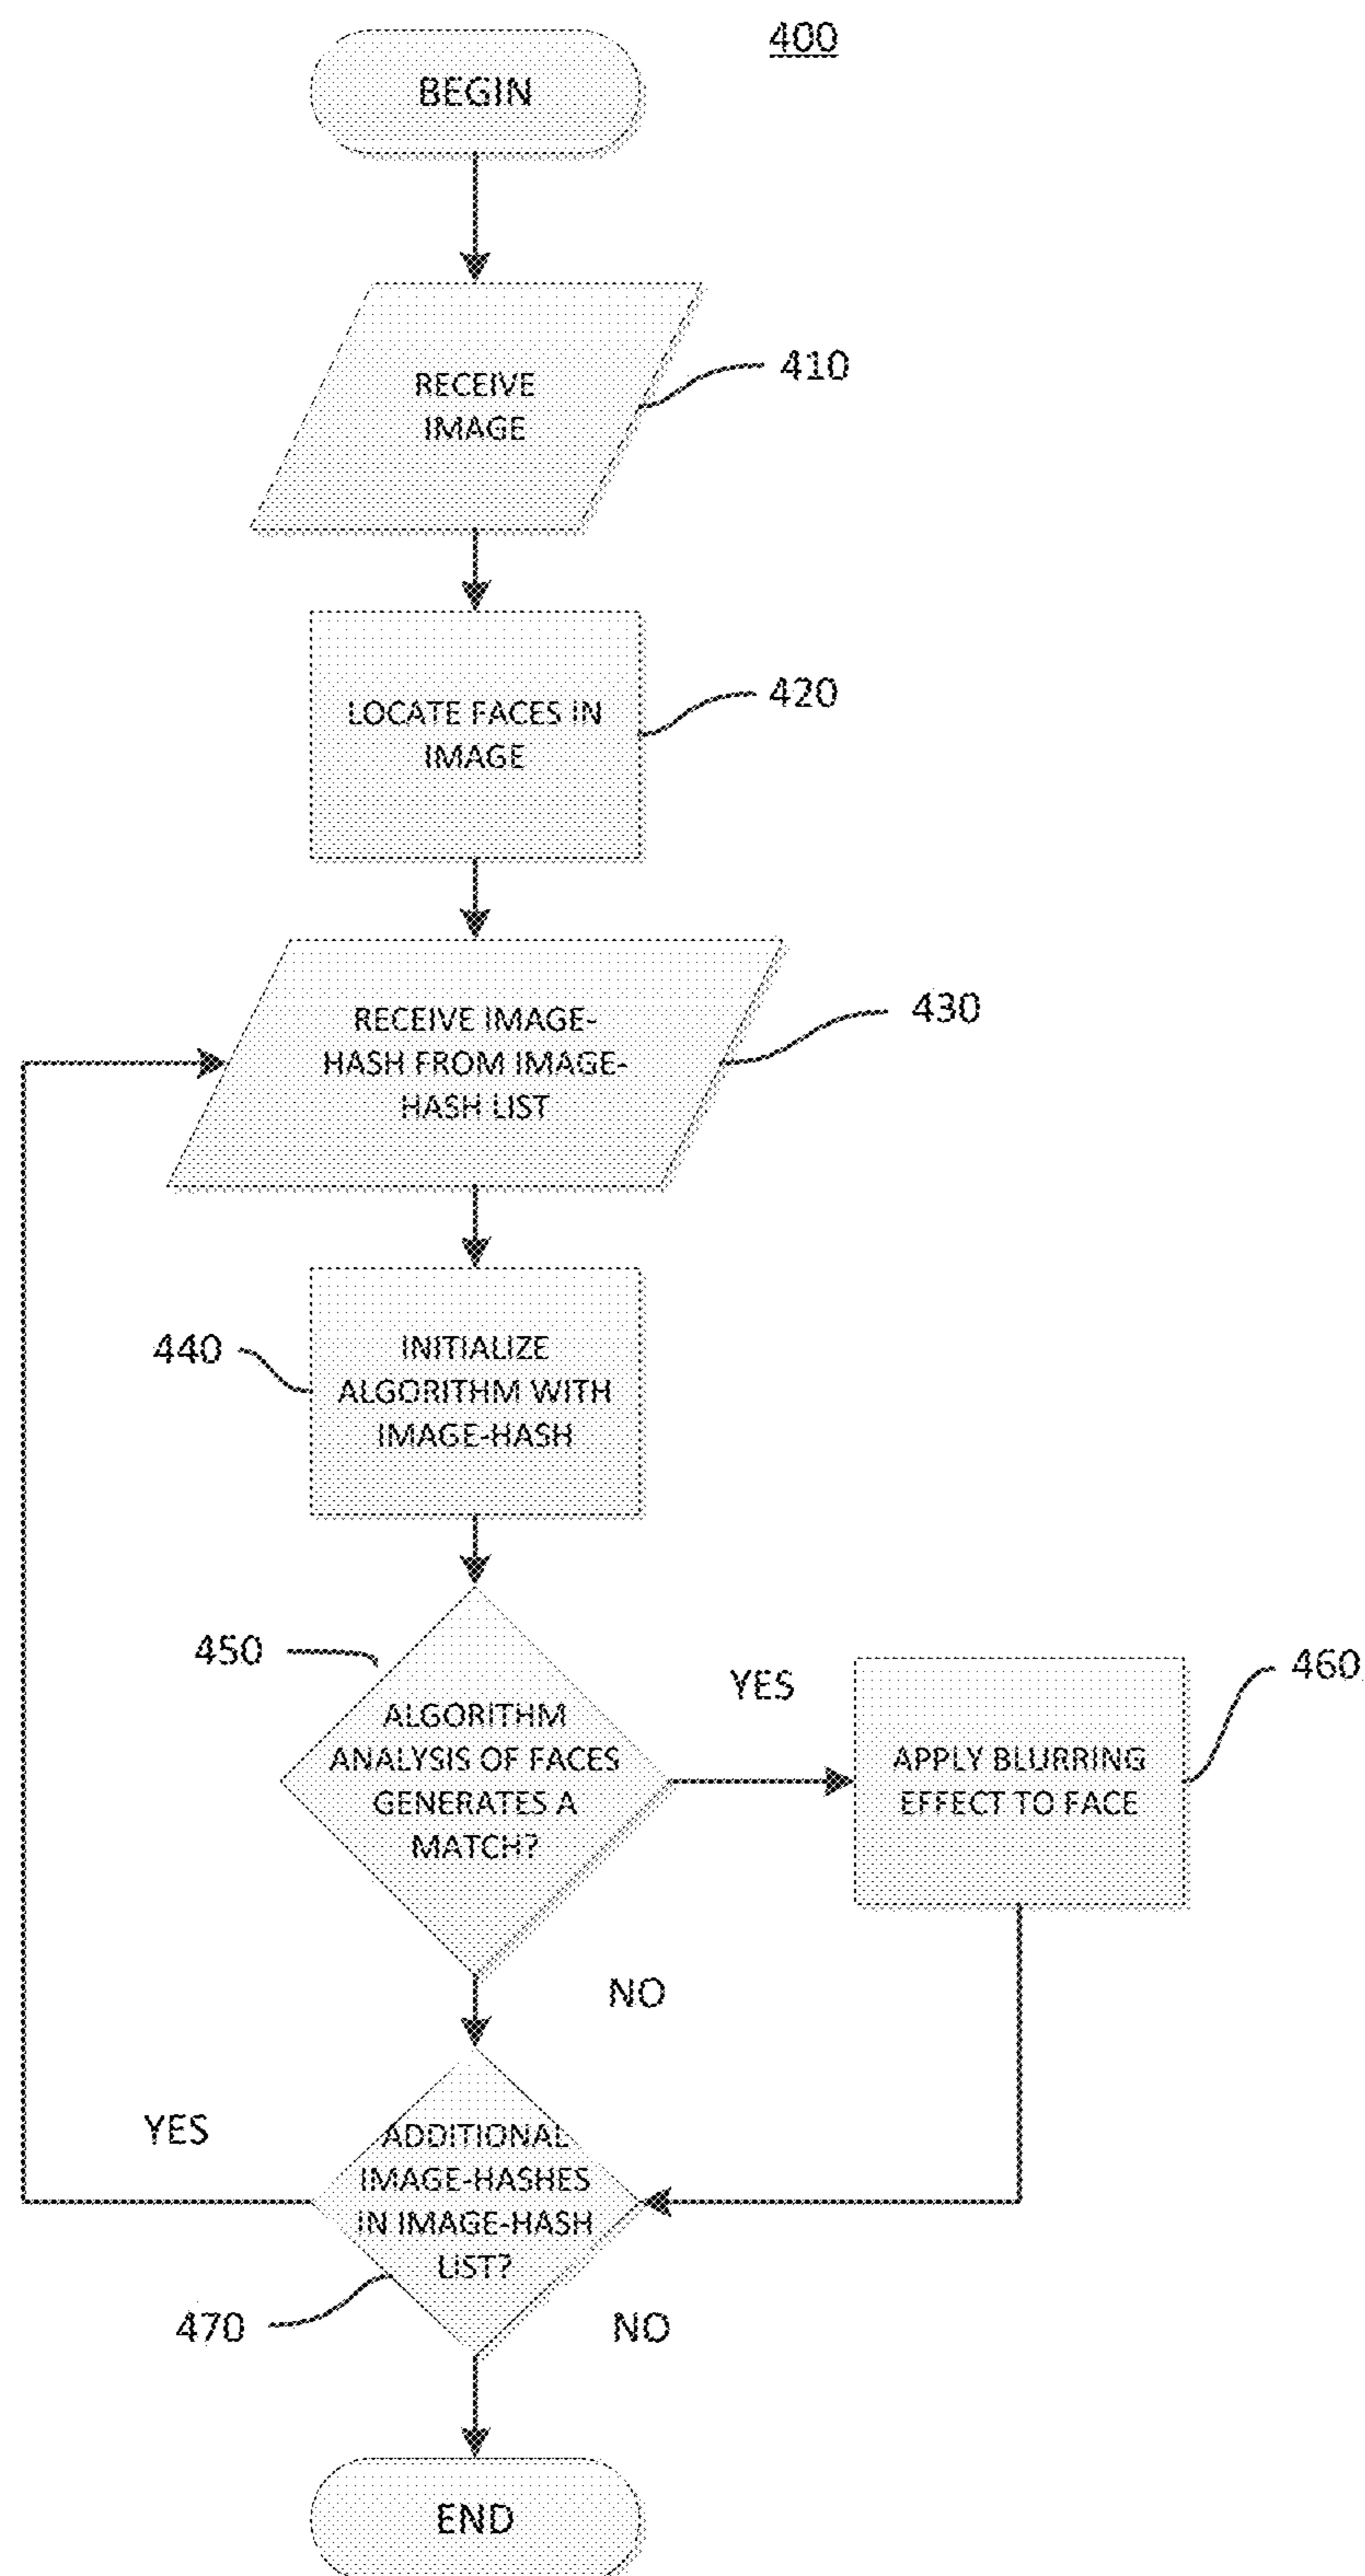 400
BEGIN
RECEIVE
IMAGE
410
LOCATE FACES IN
IMAGE
420
RECEIVE IMAGE-
HASH FROM IMAGE-
HASH LIST
430
440
INITIALIZE
ALGORITHM WITH
IMAGE-HASH
450
ALGORITHM
ANALYSIS OF FACES
GENERATES A
MATCH?
YES
460
APPLY BLURRING
EFFECT TO FACE
NO
YES
ADDITIONAL
IMAGE-HASHES
IN IMAGE-HASH
LIST?
470
NO
END